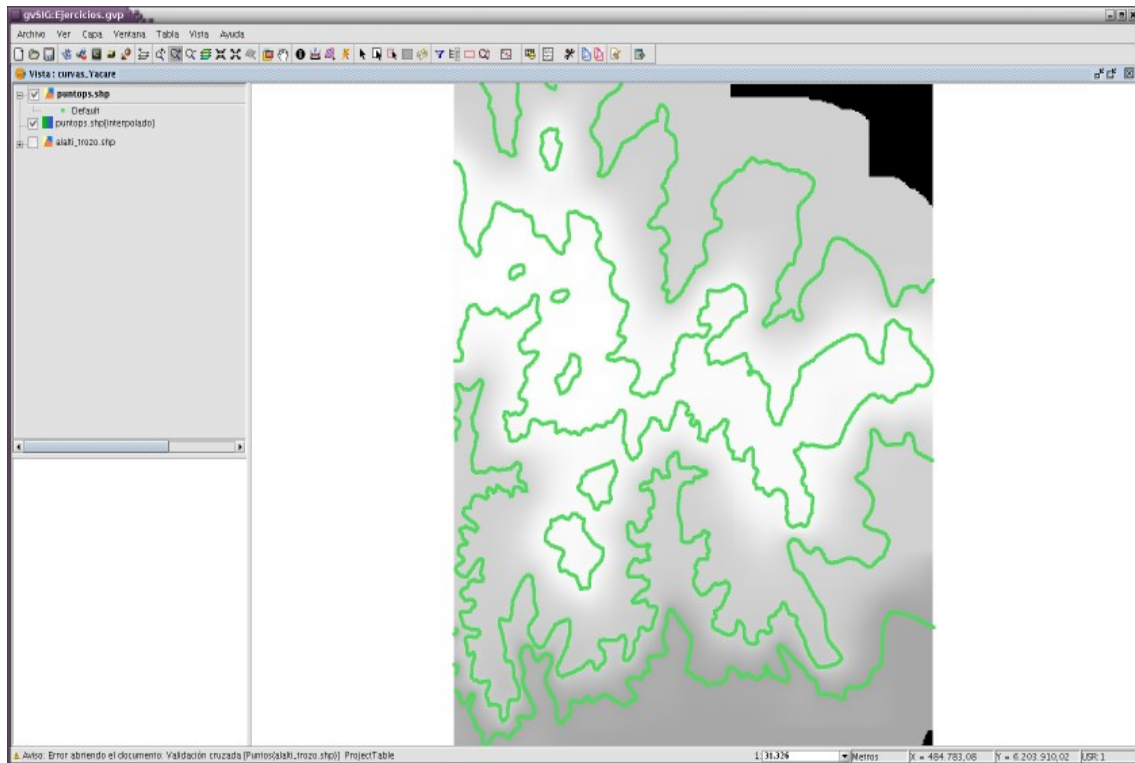 gvSIG:Ejercicios.gvp
Archivo Ver Capa Ventana Tabla Vista Ayuda
Vista : curvas_Yacare
puntops.shp
Default
puntops.shp(interpolado)
alalti_trozo.shp
Aviso: Error abriendo el documento: Validación cruzada [Puntos(alalti_trozo.shp)] ProjectTable
1: 31.326 Metros X = 484.783,08 Y = 6.203.910,02 USR:1